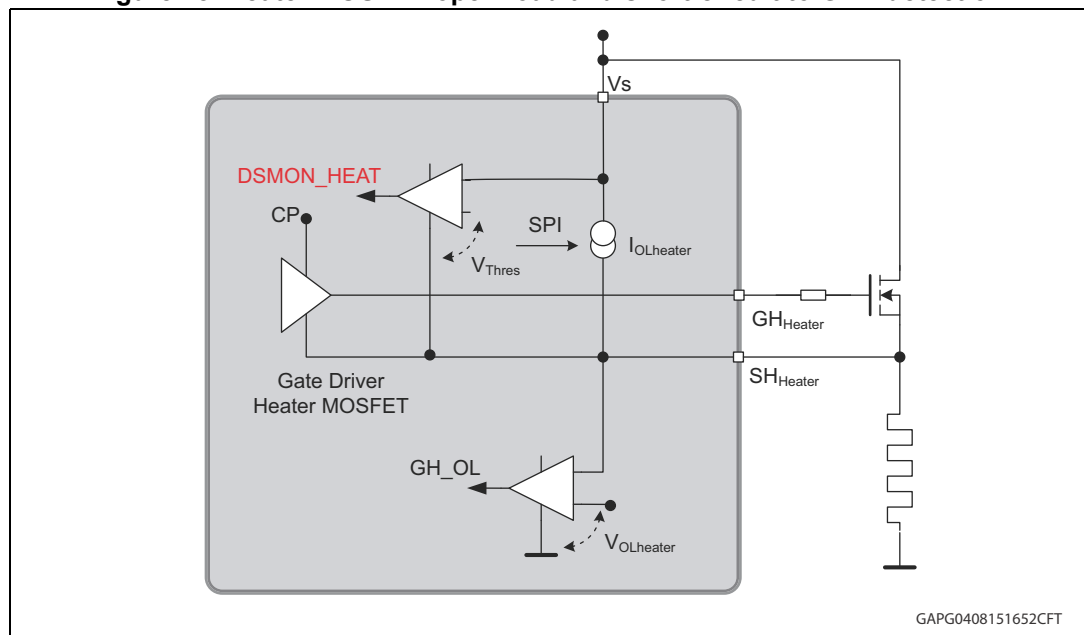 Vs
DSMON_HEAT
CP
SPI
IOLheater
VThres
GHHeater
SHHeater
Gate Driver
Heater MOSFET
GH_OL
VOLheater
GAPG0408151652CFT